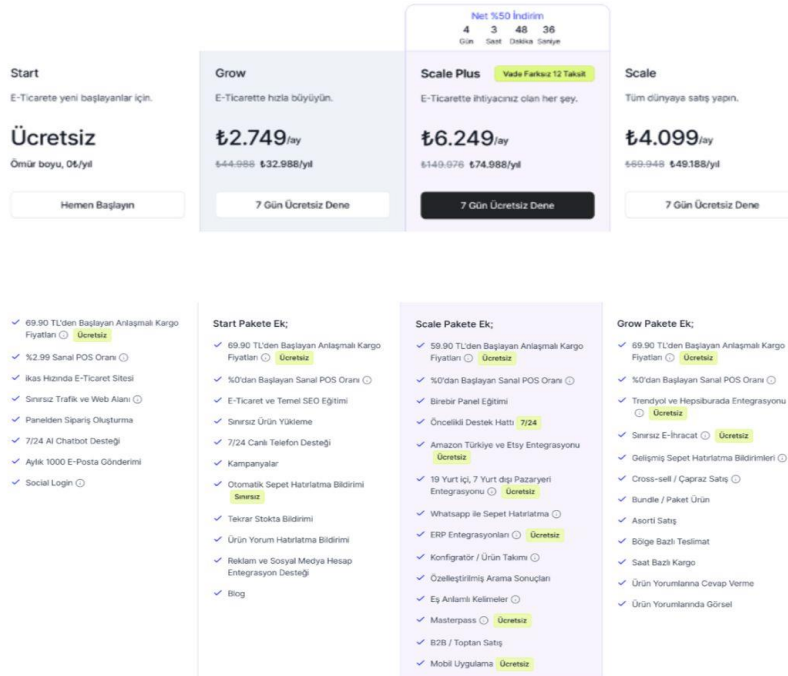 Net %50 İndirim
4 3 48 36
Gün Saat Dakika Saniye
Start
E-Ticarete yeni başlayanlar için.
Ücretsiz
Ömür boyu, 0₺/yıl
Hemen Başlayın
Grow
E-Ticarette hızla büyüyün.
₺2.749/ay
₺44.986 ₺32.988/yıl
7 Gün Ücretsiz Dene
Scale Plus Vade Farksız 12 Taksit
E-Ticarette ihtiyacınız olan her şey.
₺6.249/ay
₺149.976 ₺74.988/yıl
7 Gün Ücretsiz Dene
Scale
Tüm dünyaya satış yapın.
₺4.099/ay
₺69.948 ₺49.188/yıl
7 Gün Ücretsiz Dene
69.90 TL'den Başlayan Anlaşmalı Kargo
Fiyatları Ücretsiz
%2.99 Sanal POS Oranı
ikas Hızında E-Ticaret Sitesi
Sınırsız Trafik ve Web Alanı
Panelden Sipariş Oluşturma
7/24 AI Chatbot Desteği
Aylık 1000 E-Posta Gönderimi
Social Login
Start Pakete Ek;
69.90 TL'den Başlayan Anlaşmalı Kargo
Fiyatları Ücretsiz
%0'dan Başlayan Sanal POS Oranı
E-Ticaret ve Temel SEO Eğitimi
Sınırsız Ürün Yükleme
7/24 Canlı Telefon Desteği
Kampanyalar
Otomatik Sepet Hatırlatma Bildirimi
Sınırsız
Tekrar Stokta Bildirimi
Ürün Yorum Hatırlatma Bildirimi
Reklam ve Sosyal Medya Hesap
Entegrasyon Desteği
Blog
Scale Pakete Ek;
59.90 TL'den Başlayan Anlaşmalı Kargo
Fiyatları Ücretsiz
%0'dan Başlayan Sanal POS Oranı
Birebir Panel Eğitimi
Öncelikli Destek Hattı 7/24
Amazon Türkiye ve Etsy Entegrasyonu
Ücretsiz
19 Yurt içi, 7 Yurt dışı Pazaryeri
Entegrasyonu Ücretsiz
Whatsapp ile Sepet Hatırlatma
ERP Entegrasyonları Ücretsiz
Konfigratör / Ürün Takımı
Özelleştirilmiş Arama Sonuçları
Eş Anlamlı Kelimeler
Masterpass Ücretsiz
B2B / Toptan Satış
Mobil Uygulama Ücretsiz
Grow Pakete Ek;
69.90 TL'den Başlayan Anlaşmalı Kargo
Fiyatları Ücretsiz
%0'dan Başlayan Sanal POS Oranı
Trendyol ve Hepsiburada Entegrasyonu
Ücretsiz
Sınırsız E-İhracat Ücretsiz
Gelişmiş Sepet Hatırlatma Bildirimleri
Cross-sell / Çapraz Satış
Bundle / Paket Ürün
Asorti Satış
Bölge Bazlı Teslimat
Saat Bazlı Kargo
Ürün Yorumlarına Cevap Verme
Ürün Yorumlarında Görsel